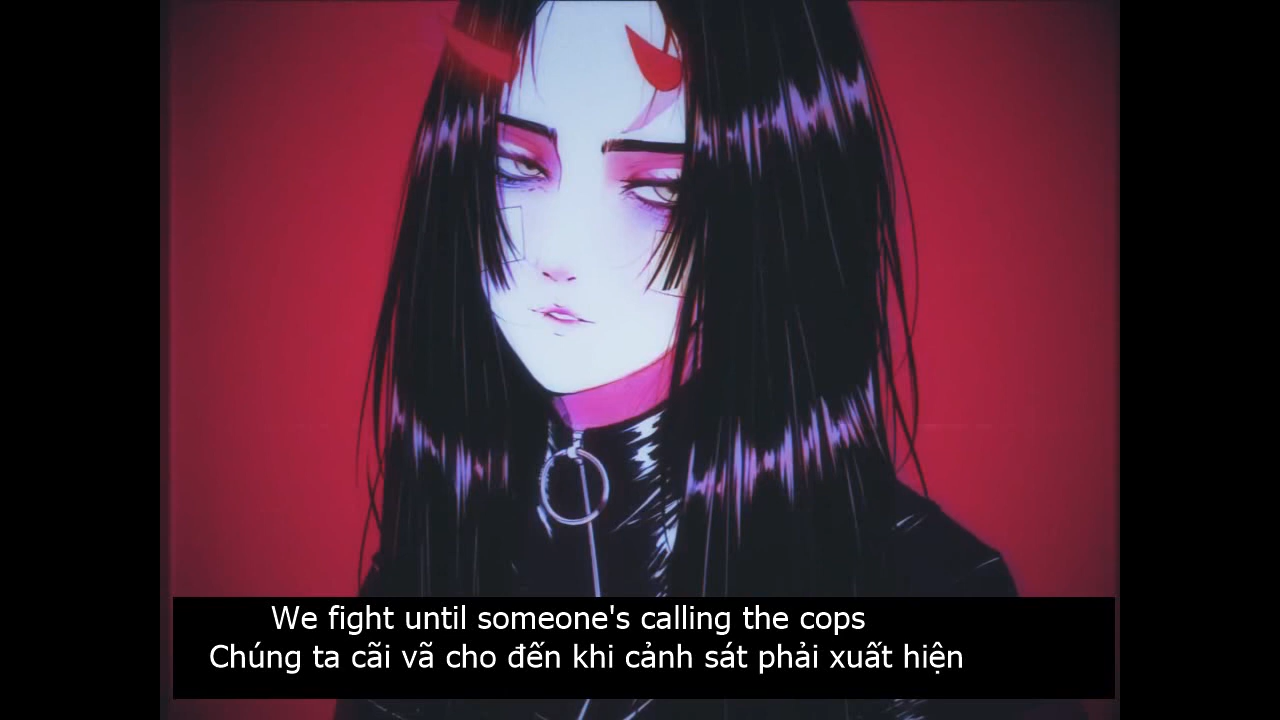 We fight until someone's calling the cops
Chúng ta cãi vã cho đến khi cảnh sát phải xuất hiện